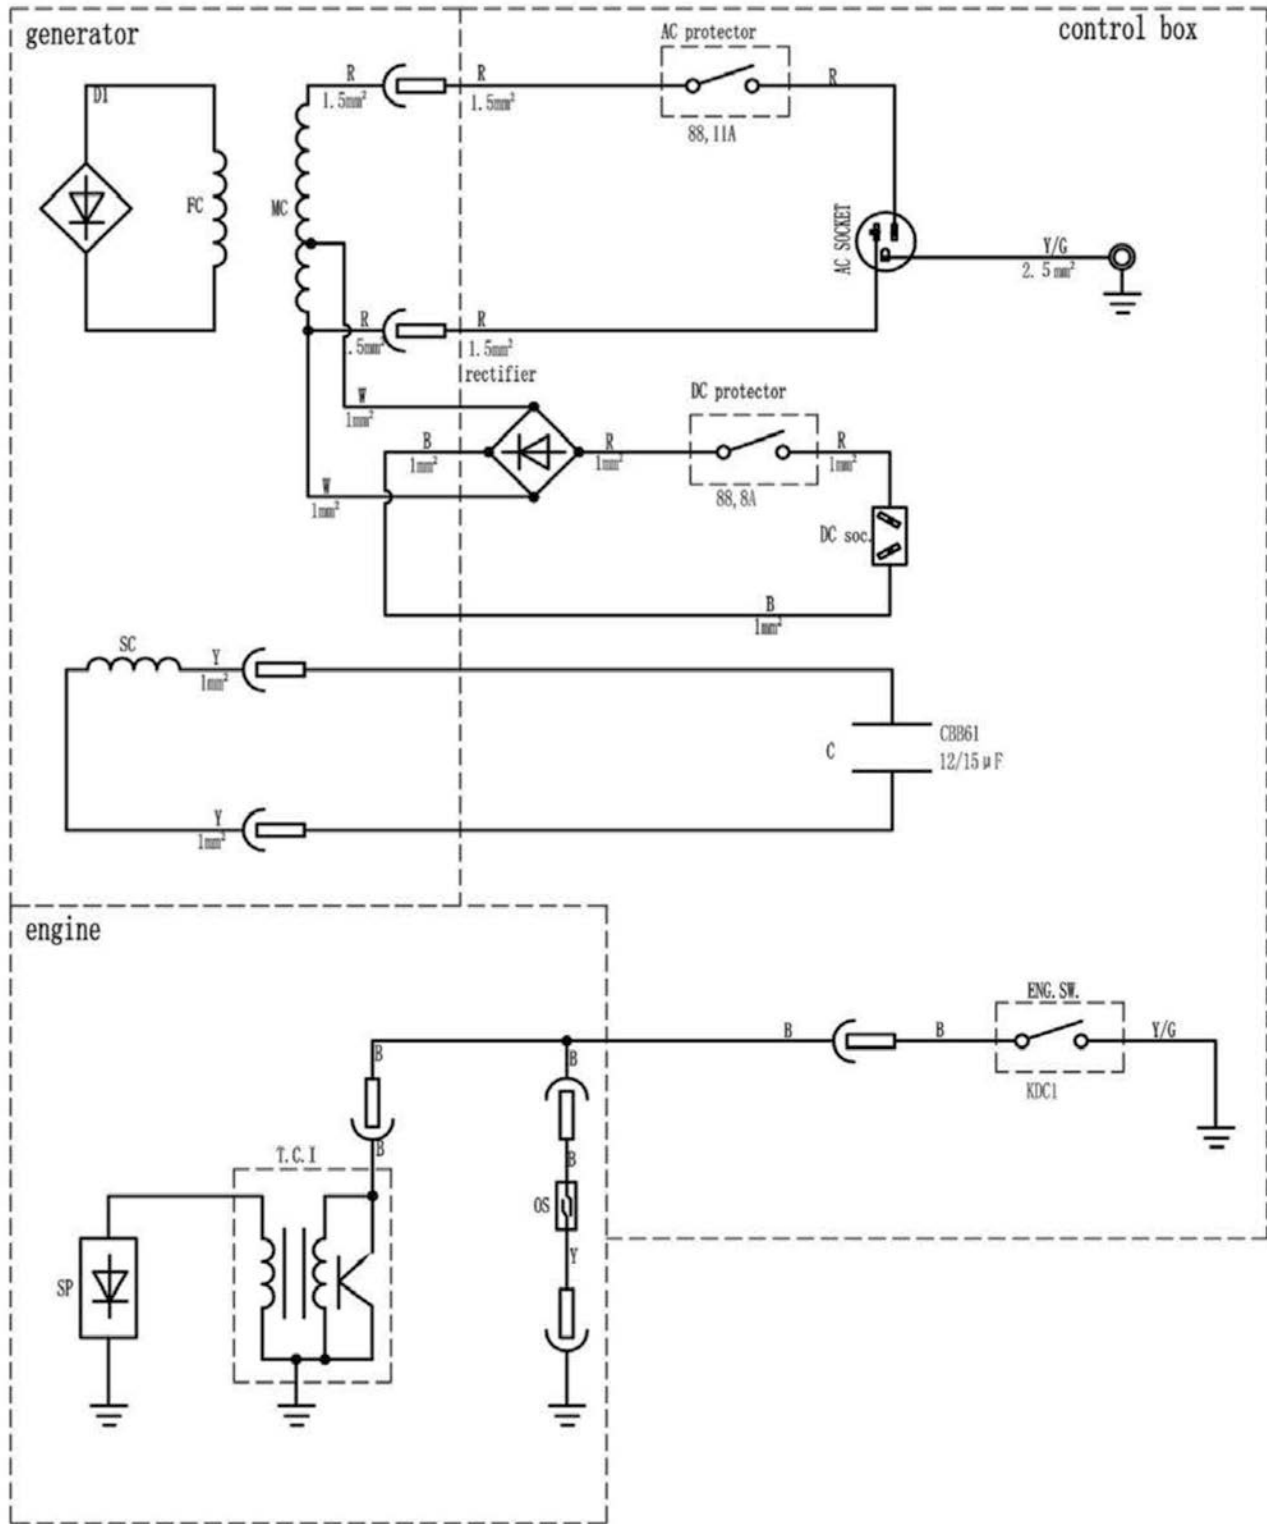 generator
control box
AC protector
D1
R
1.5mm²
R
1.5mm²
R
88,11A
FC
MC
AC SOCKET
Y/G
2.5mm²
R
.5mm²
R
1.5mm²
rectifier
DC protector
W
1mm²
B
1mm²
R
1mm²
R
1mm²
W
1mm²
88,8A
DC soc.
B
1mm²
SC
Y
1mm²
C
CBB61
12/15μF
Y
1mm²
engine
ENG.SW.
B
B
Y/G
KDC1
B
B
B
T.C.I
B
OS
Y
SP